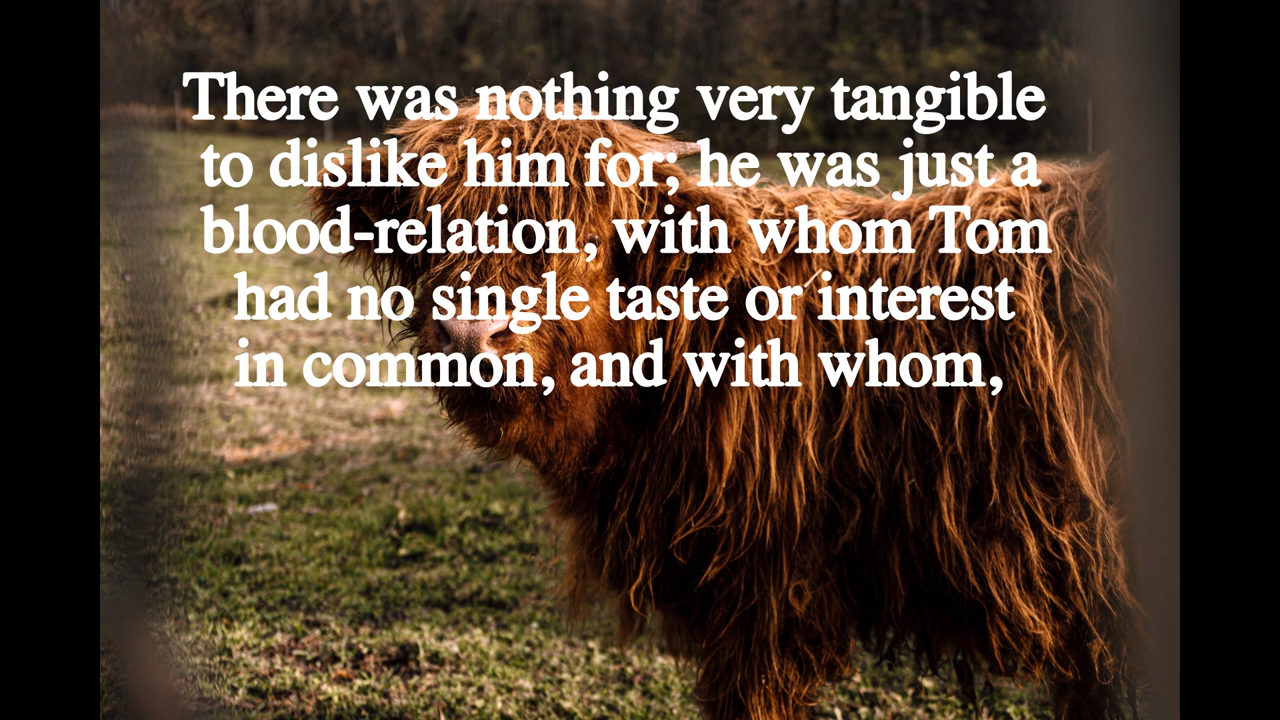 There was nothing very tangible
to dislike him for; he was just a
blood-relation, with whom Tom
had no single taste or interest
in common, and with whom,